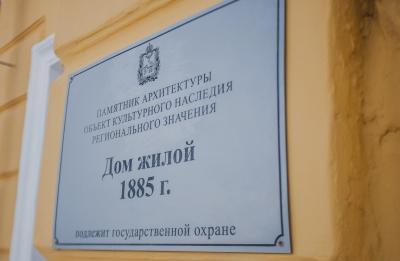 ПАМЯТНИК АРХИТЕКТУРЫ
ОБЪЕКТ КУЛЬТУРНОГО НАСЛЕДИЯ
РЕГИОНАЛЬНОГО ЗНАЧЕНИЯ
Дом жилой
1885 г.
подлежит государственной охране